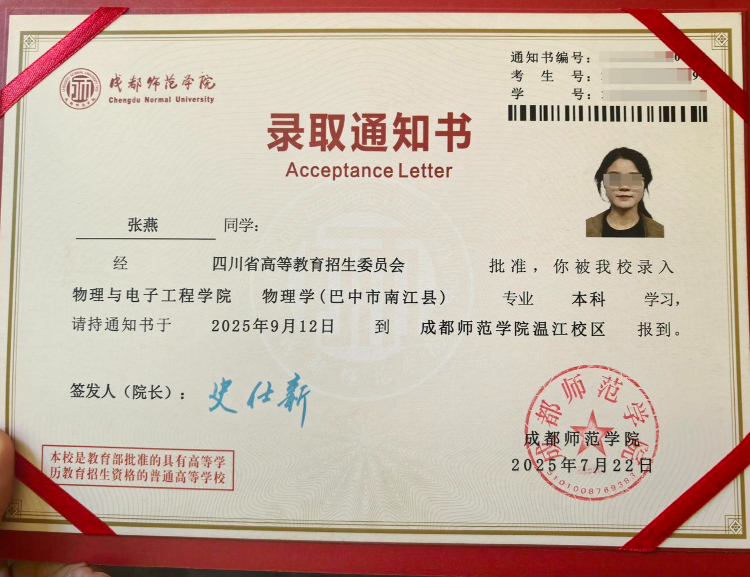 成都师范学院
Chengdu Normal University
通知书编号:
考生号:
学号:
录取通知书
Acceptance Letter
张燕 同学:
经 四川省高等教育招生委员会 批准，你被我校录入
物理与电子工程学院 物理学(巴中市南江县) 专业 本科 学习，
请持通知书于 2025年9月12日 到 成都师范学院温江校区 报到。
签发人（院长）: 史仕新
成都师范学院
成都师范学院
2025年7月22日
5101008769383
本校是教育部批准的具有高等学
历教育招生资格的普通高等学校